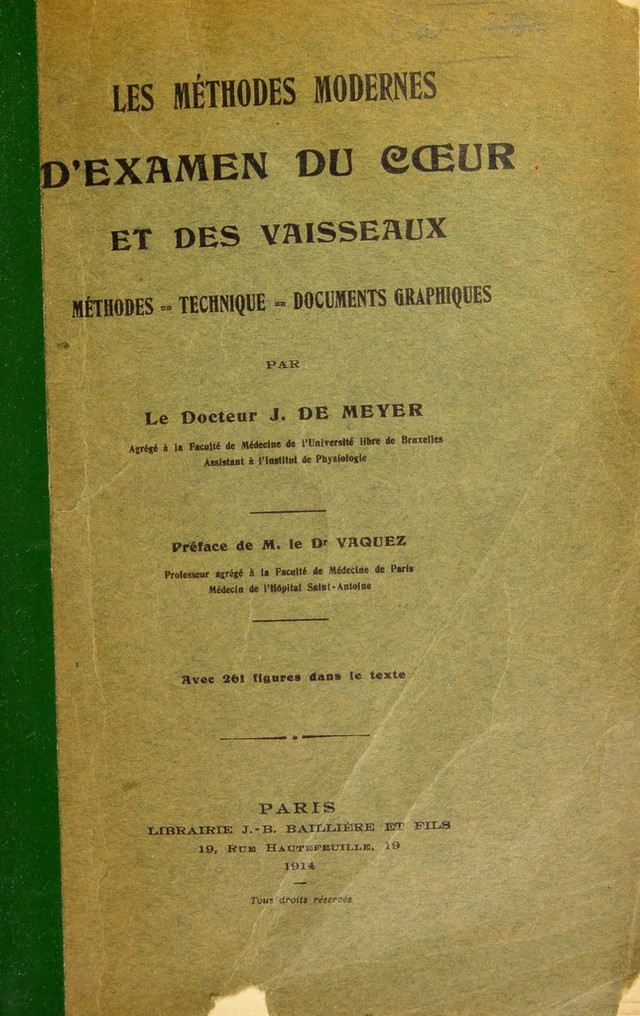 LES MÉTHODES MODERNES
D'EXAMEN DU CŒUR
ET DES VAISSEAUX
MÉTHODES = TECHNIQUE = DOCUMENTS GRAPHIQUES
PAR
Le Docteur J. DE MEYER
Agrégé à la Faculté de Médecine de l'Université libre de Bruxelles
Assistant à l'Institut de Physiologie
Préface de M. le Dr VAQUEZ
Professeur agrégé à la Faculté de Médecine de Paris
Médecin de l'Hôpital Saint-Antoine
Avec 261 figures dans le texte
PARIS
LIBRAIRIE J.-B. BAILLIÈRE ET FILS
19, RUE HAUTEFEUILLE, 19
1914
Tous droits réservés